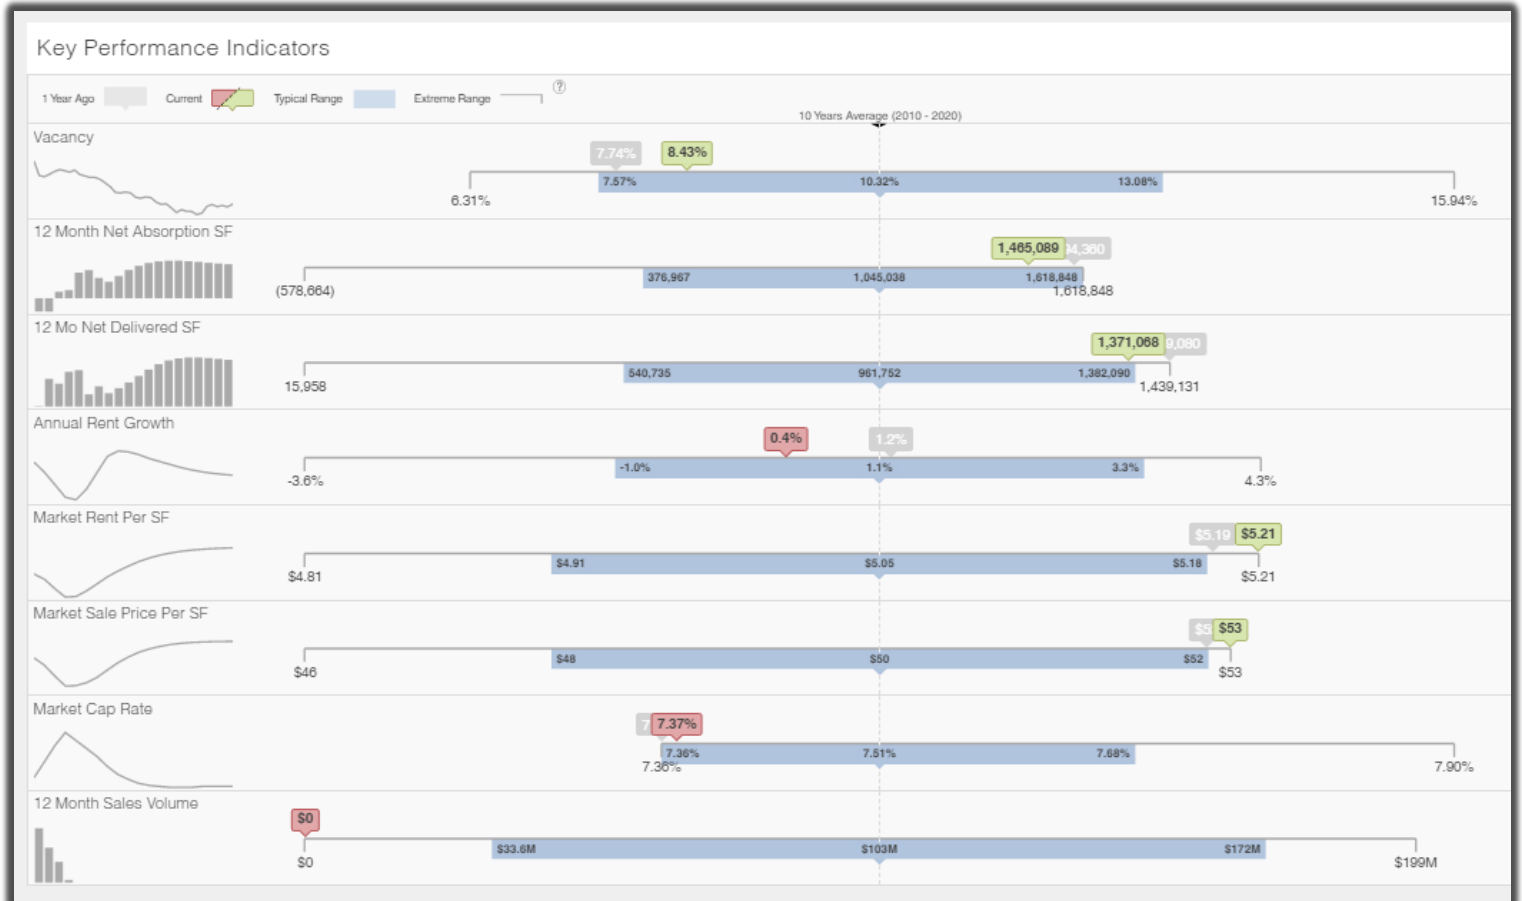 Key Performance Indicators
1 Year Ago Current Typical Range Extreme Range ?
10 Years Average (2010 - 2020)
Vacancy
7.74% 8.43%
7.57% 10.32% 13.08%
6.31% 15.94%
12 Month Net Absorption SF
1,465,089 4,360
376,967 1,045,038 1,618,848
(578,664) 1,618,848
12 Mo Net Delivered SF
1,371,068 9,080
540,735 961,752 1,382,090
15,958 1,439,131
Annual Rent Growth
0.4% 1.2%
-1.0% 1.1% 3.3%
-3.6% 4.3%
Market Rent Per SF
$5.19 $5.21
$4.91 $5.05 $5.18
$4.81 $5.21
Market Sale Price Per SF
$5 $53
$48 $50 $52
$46 $53
Market Cap Rate
7 7.37%
7.36% 7.51% 7.68%
7.36% 7.90%
12 Month Sales Volume
$0
$33.6M $103M $172M
$0 $199M